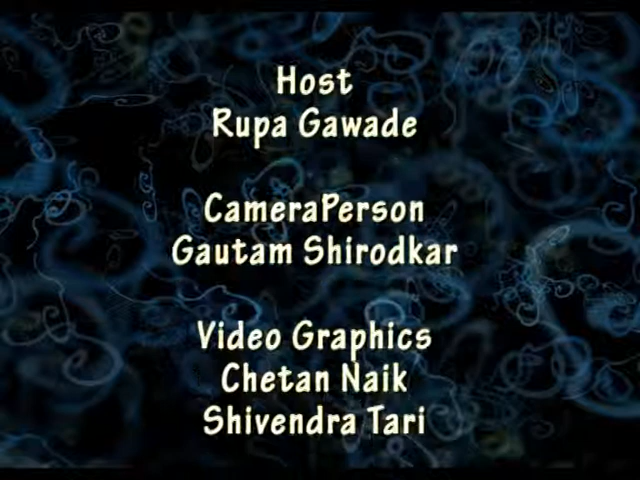 Host
Rupa Gawade
CameraPerson
Gautam Shirodkar
Video Graphics
Chetan Naik
Shivendra Tari